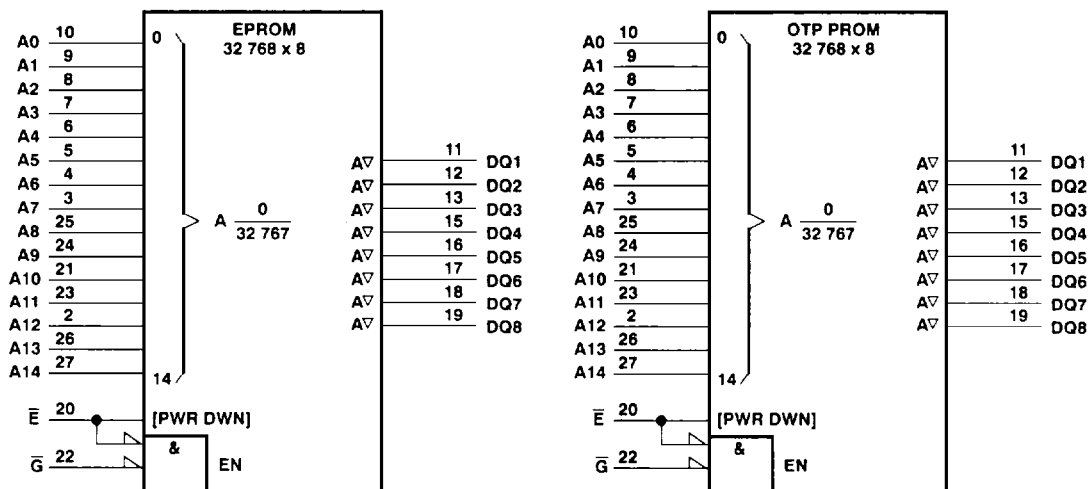 EPROM
32 768 x 8
A0 10 0
A1 9
A2 8
A3 7
A4 6
A5 5
A6 4
A7 3
A8 25
A9 24
A10 21
A11 23
A12 2
A13 26
A14 27 14
A 0
32 767
A▽ 11 DQ1
A▽ 12 DQ2
A▽ 13 DQ3
A▽ 15 DQ4
A▽ 16 DQ5
A▽ 17 DQ6
A▽ 18 DQ7
A▽ 19 DQ8
E̅ 20 [PWR DWN]
&
G̅ 22 EN
OTP PROM
32 768 x 8
A0 10 0
A1 9
A2 8
A3 7
A4 6
A5 5
A6 4
A7 3
A8 25
A9 24
A10 21
A11 23
A12 2
A13 26
A14 27 14
A 0
32 767
A▽ 11 DQ1
A▽ 12 DQ2
A▽ 13 DQ3
A▽ 15 DQ4
A▽ 16 DQ5
A▽ 17 DQ6
A▽ 18 DQ7
A▽ 19 DQ8
E̅ 20 [PWR DWN]
&
G̅ 22 EN